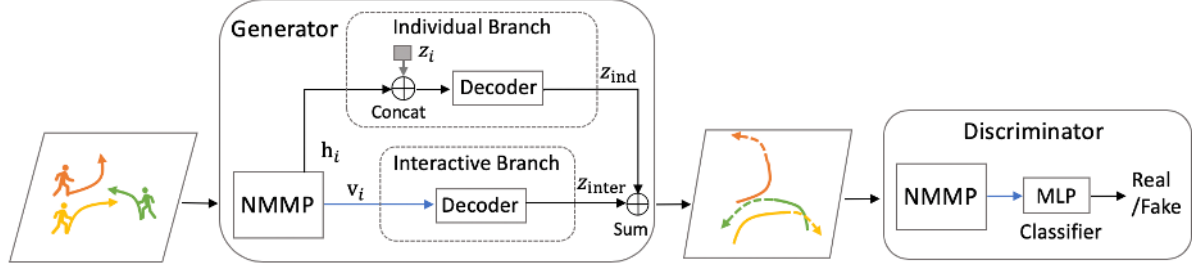 Generator
Individual Branch
z_i
Concat
Decoder
z_ind
h_i
NMMP
v_i
Interactive Branch
Decoder
z_inter
Sum
Discriminator
NMMP
MLP
Classifier
Real
/Fake